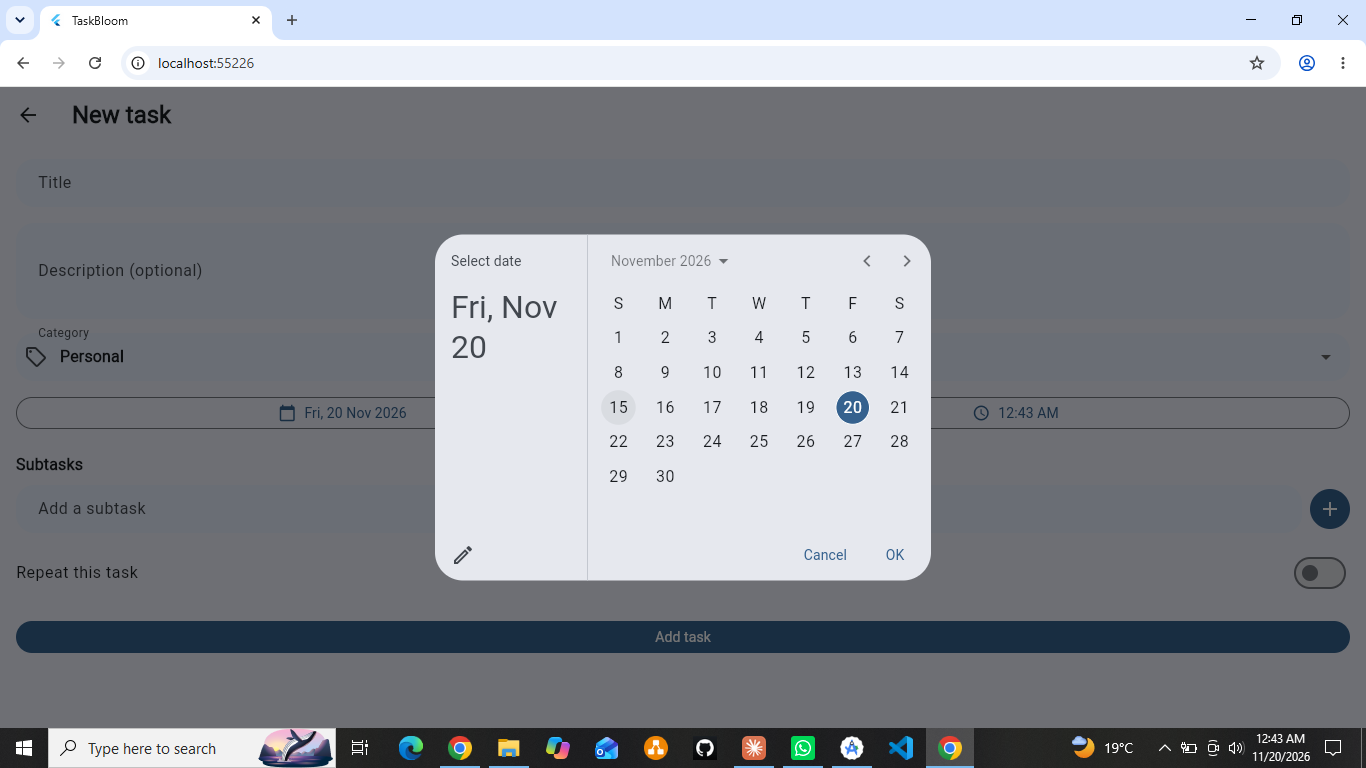 TaskBloom
localhost:55226
New task
Title
Description (optional)
Category
Personal
Fri, 20 Nov 2026
12:43 AM
Subtasks
Add a subtask
Repeat this task
Add task
Select date
Fri, Nov
20
November 2026
S M T W T F S
1 2 3 4 5 6 7
8 9 10 11 12 13 14
15 16 17 18 19 20 21
22 23 24 25 26 27 28
29 30
Cancel OK
Type here to search
19°C
12:43 AM
11/20/2026